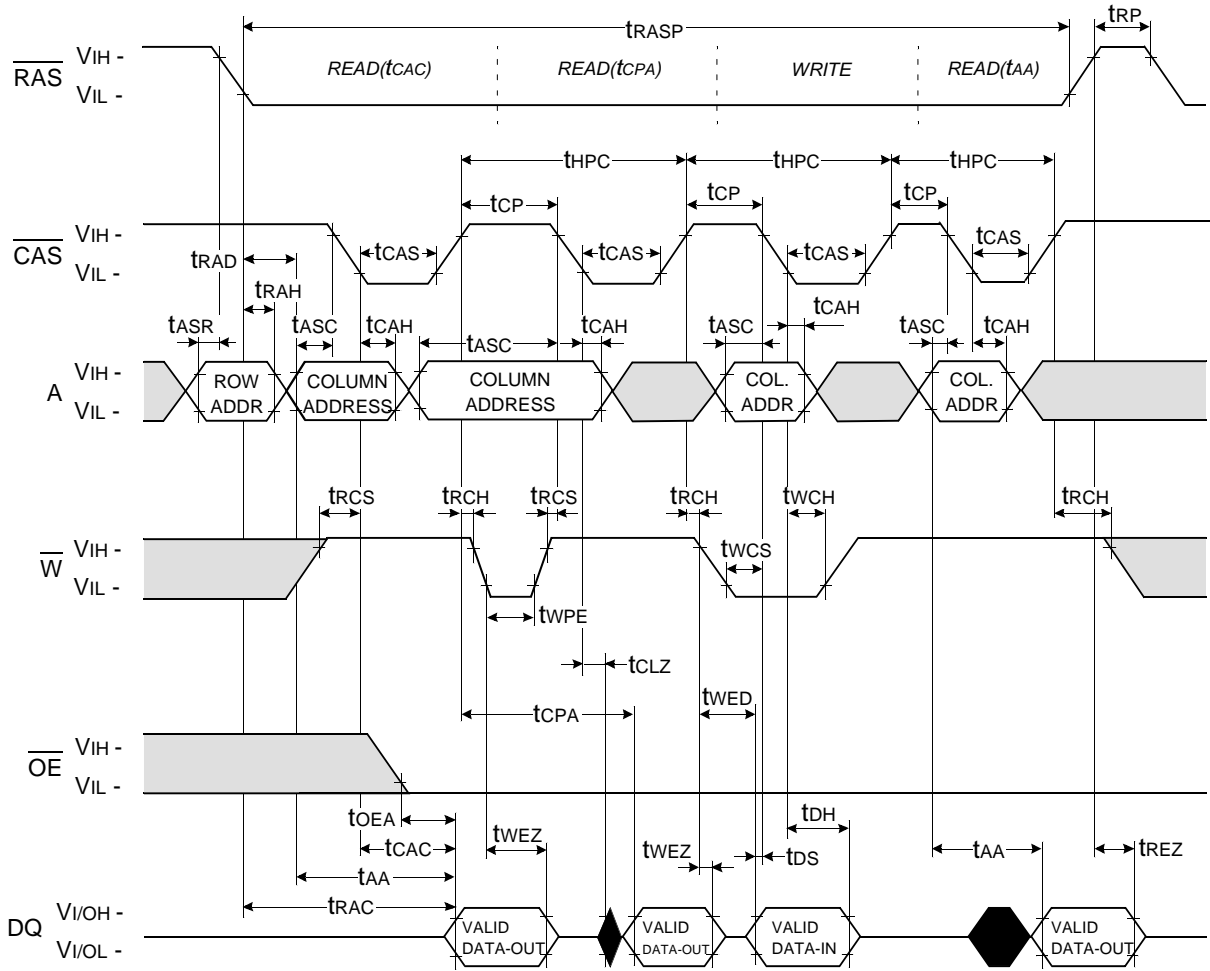 tRASP
tRP
RAS
VIH -
VIL -
READ(tCAC)
READ(tCPA)
WRITE
READ(tAA)
tHPC
tHPC
tHPC
tCP
tCP
tCP
CAS
VIH -
VIL -
tCAS
tCAS
tCAS
tCAS
tRAD
tRAH
tASR
tASC
tCAH
tASC
tCAH
tASC
tCAH
tASC
tCAH
A
VIH -
VIL -
ROW
ADDR
COLUMN
ADDRESS
COLUMN
ADDRESS
COL.
ADDR
COL.
ADDR
tRCS
tRCH
tRCS
tRCH
tWCH
tRCH
W
VIH -
VIL -
tWCS
tWPE
tCLZ
tCPA
tWED
OE
VIH -
VIL -
tOEA
tCAC
tAA
tRAC
tWEZ
tWEZ
tDH
tDS
tAA
tREZ
DQ
VI/OH -
VI/OL -
VALID
DATA-OUT
VALID
DATA-OUT
VALID
DATA-IN
VALID
DATA-OUT